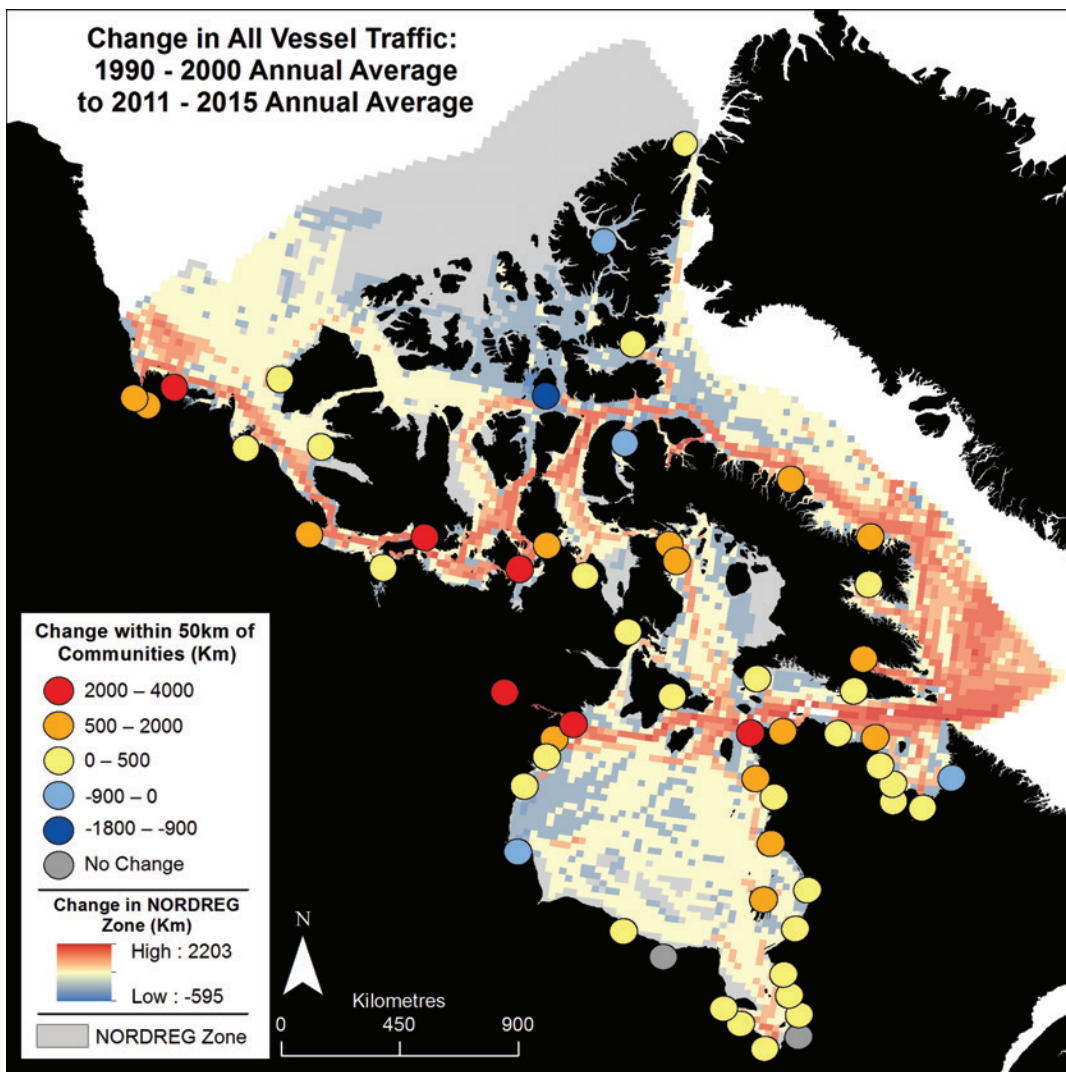 Change in All Vessel Traffic:
1990 - 2000 Annual Average
to 2011 - 2015 Annual Average
Change within 50km of
Communities (Km)
2000 – 4000
500 – 2000
0 – 500
-900 – 0
-1800 – -900
No Change
Change in NORDREG
Zone (Km)
High : 2203
Low : -595
NORDREG Zone
N
Kilometres
0 450 900